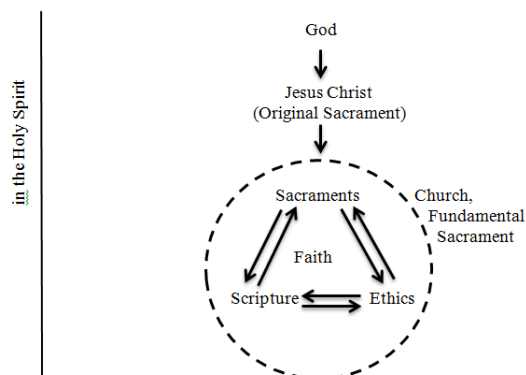 in the Holy Spirit
God
Jesus Christ
(Original Sacrament)
Sacraments
Church,
Fundamental
Sacrament
Faith
Scripture
Ethics